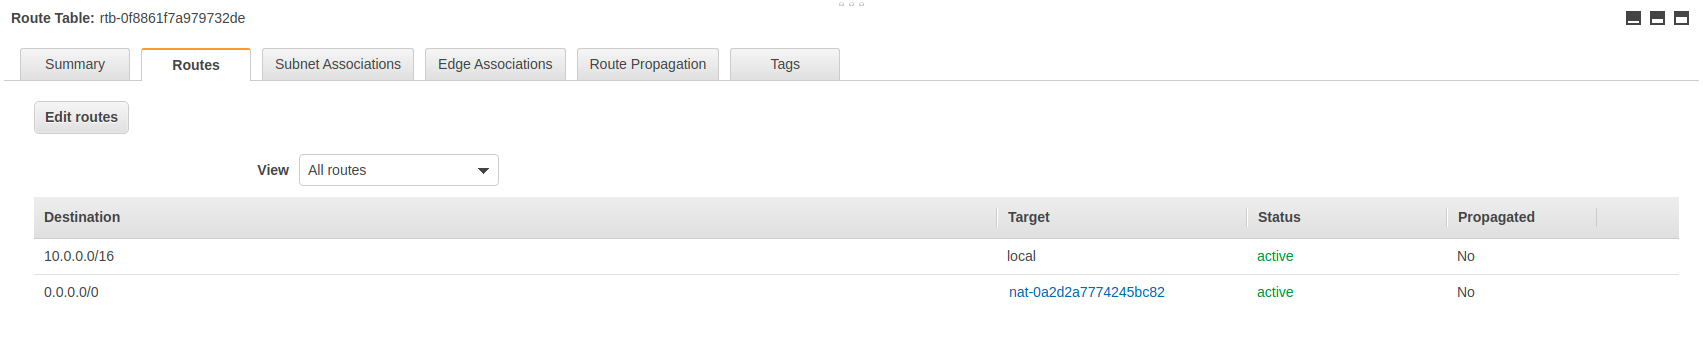 Route Table: rtb-0f8861f7a979732de
Summary Routes Subnet Associations Edge Associations Route Propagation Tags
Edit routes
View All routes
Destination Target Status Propagated
10.0.0.0/16 local active No
0.0.0.0/0 nat-0a2d2a7774245bc82 active No